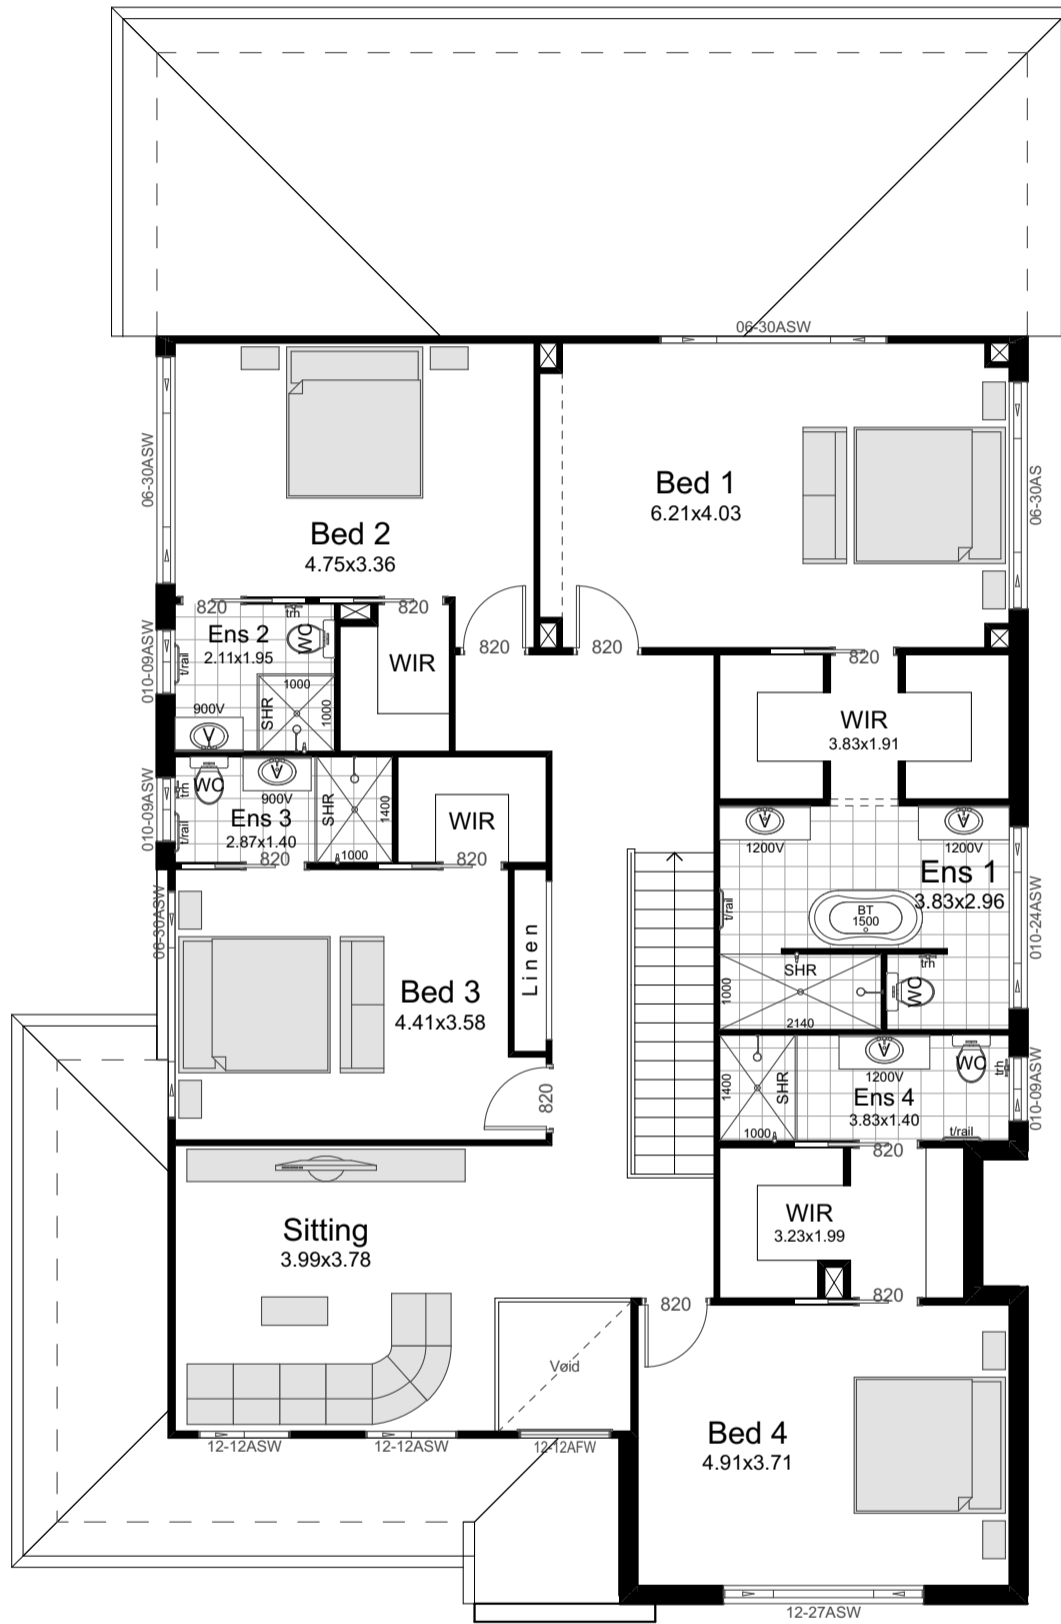 06-30ASW
06-30ASW
Bed 1
6.21x4.03
06-30AS
Bed 2
4.75x3.36
820
820
820
820
820
trh
WC
Ens 2
2.11x1.95
010-09ASW
t/rail
1000
SHR
1000
900V
WIR
WIR
3.83x1.91
WC
trh
900V
Ens 3
2.87x1.40
010-09ASW
t/rail
SHR
1400
1000
820
WIR
820
1200V
1200V
Ens 1
3.83x2.96
t/rail
BT
1500
010-24ASW
06-30ASW
Linen
Bed 3
4.41x3.58
SHR
1000
2140
WC
trh
820
1400
SHR
1000
1200V
WC
trh
Ens 4
3.83x1.40
t/rail
010-09ASW
820
Sitting
3.99x3.78
WIR
3.23x1.99
820
820
Void
Bed 4
4.91x3.71
12-12ASW
12-12ASW
12-12AFW
12-27ASW